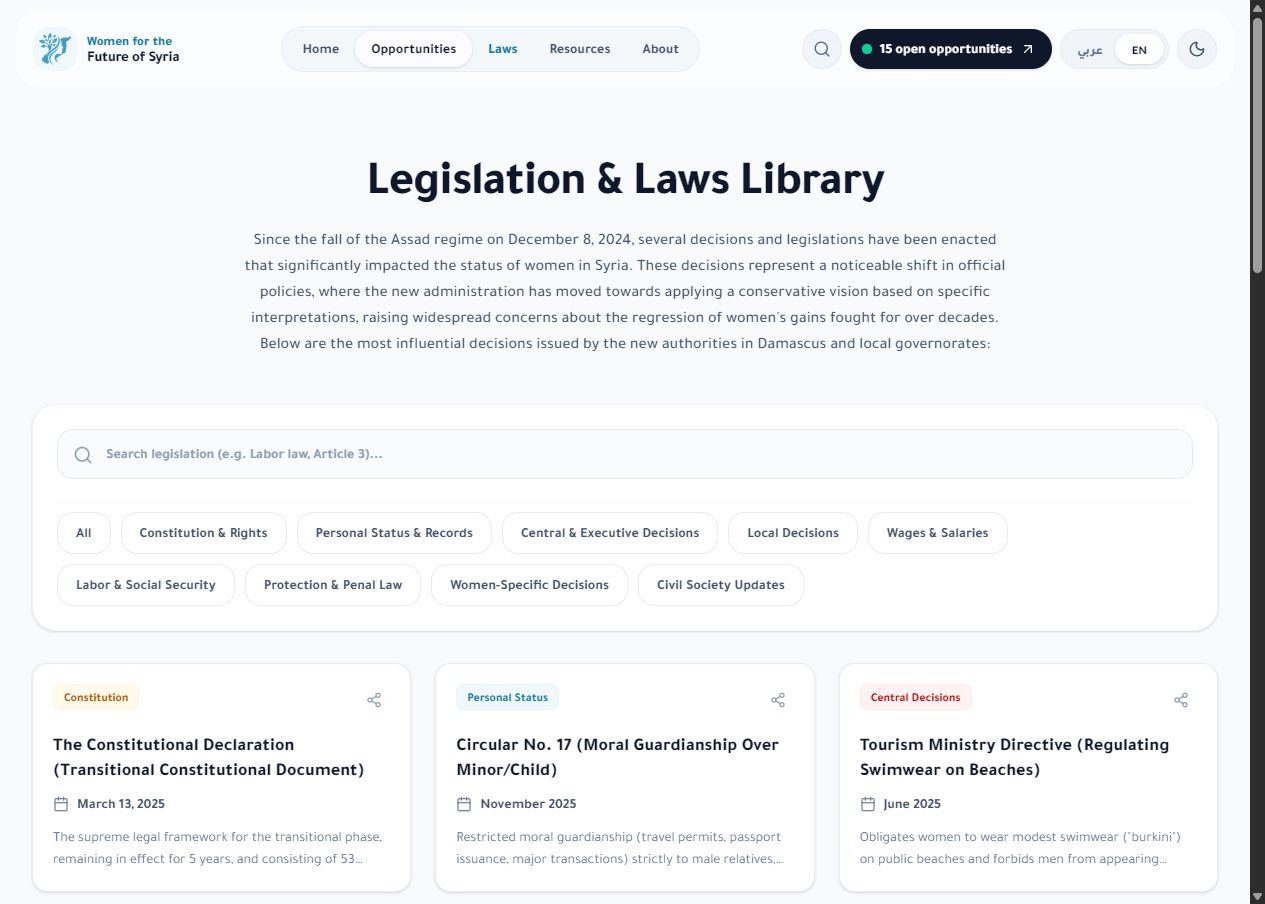 Women for the
Future of Syria
Home
Opportunities
Laws
Resources
About
15 open opportunities
عربي
EN
Legislation & Laws Library
Since the fall of the Assad regime on December 8, 2024, several decisions and legislations have been enacted
that significantly impacted the status of women in Syria. These decisions represent a noticeable shift in official
policies, where the new administration has moved towards applying a conservative vision based on specific
interpretations, raising widespread concerns about the regression of women's gains fought for over decades.
Below are the most influential decisions issued by the new authorities in Damascus and local governorates:
Search legislation (e.g. Labor law, Article 3)...
All
Constitution & Rights
Personal Status & Records
Central & Executive Decisions
Local Decisions
Wages & Salaries
Labor & Social Security
Protection & Penal Law
Women-Specific Decisions
Civil Society Updates
Constitution
The Constitutional Declaration
(Transitional Constitutional Document)
March 13, 2025
The supreme legal framework for the transitional phase,
remaining in effect for 5 years, and consisting of 53...
Personal Status
Circular No. 17 (Moral Guardianship Over
Minor/Child)
November 2025
Restricted moral guardianship (travel permits, passport
issuance, major transactions) strictly to male relatives,...
Central Decisions
Tourism Ministry Directive (Regulating
Swimwear on Beaches)
June 2025
Obligates women to wear modest swimwear ("burkini")
on public beaches and forbids men from appearing...